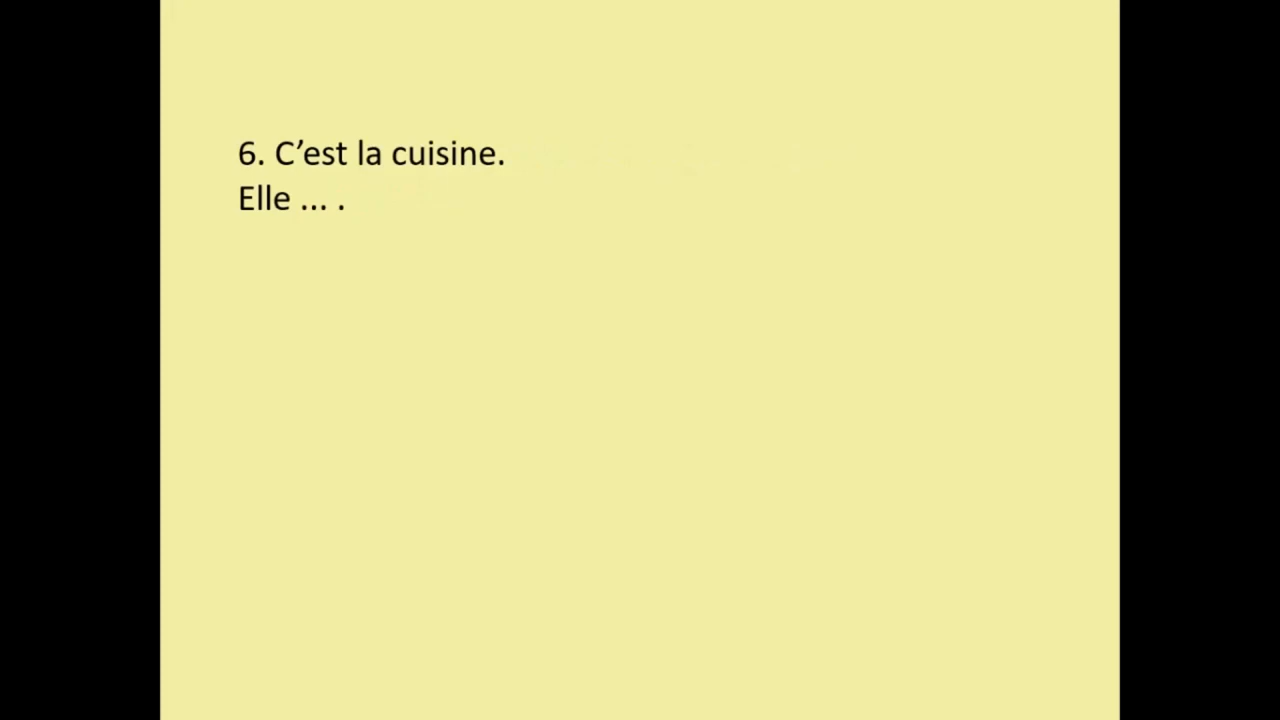 6. C’est la cuisine.
Elle ... .